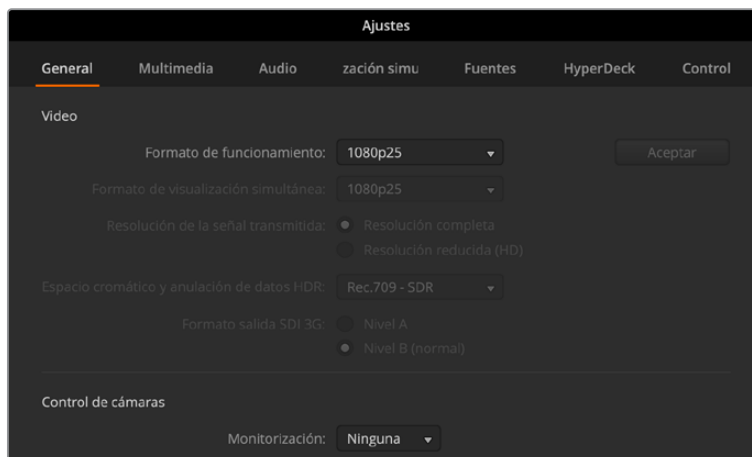 Ajustes
General Multimedia Audio zación simu Fuentes HyperDeck Control
Video
Formato de funcionamiento: 1080p25 Aceptar
Formato de visualización simultánea: 1080p25
Resolución de la señal transmitida: Resolución completa
Resolución reducida (HD)
Espacio cromático y anulación de datos HDR: Rec.709 - SDR
Formato salida SDI 3G: Nivel A
Nivel B (normal)
Control de cámaras
Monitorización: Ninguna